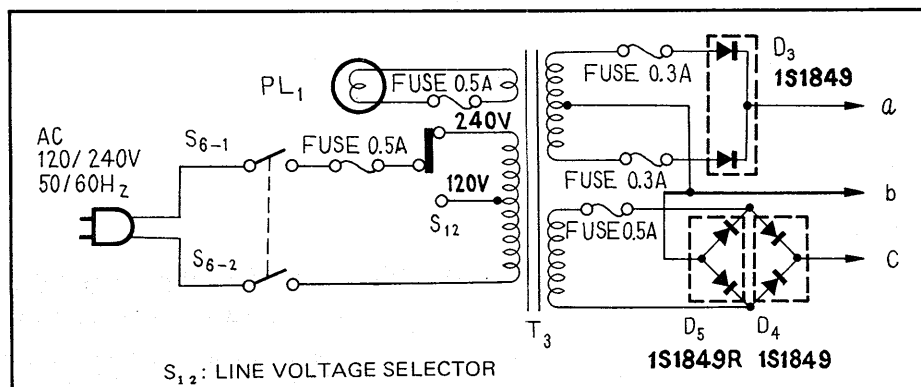 PL₁
FUSE 0.5A
FUSE 0.3A
D₃
1S1849
a
AC
120/240V
50/60Hz
S₆₋₁
FUSE 0.5A
240V
120V
S₁₂
FUSE 0.3A
b
FUSE 0.5A
C
S₆₋₂
T₃
D₅
D₄
1S1849R
1S1849
S₁₂: LINE VOLTAGE SELECTOR